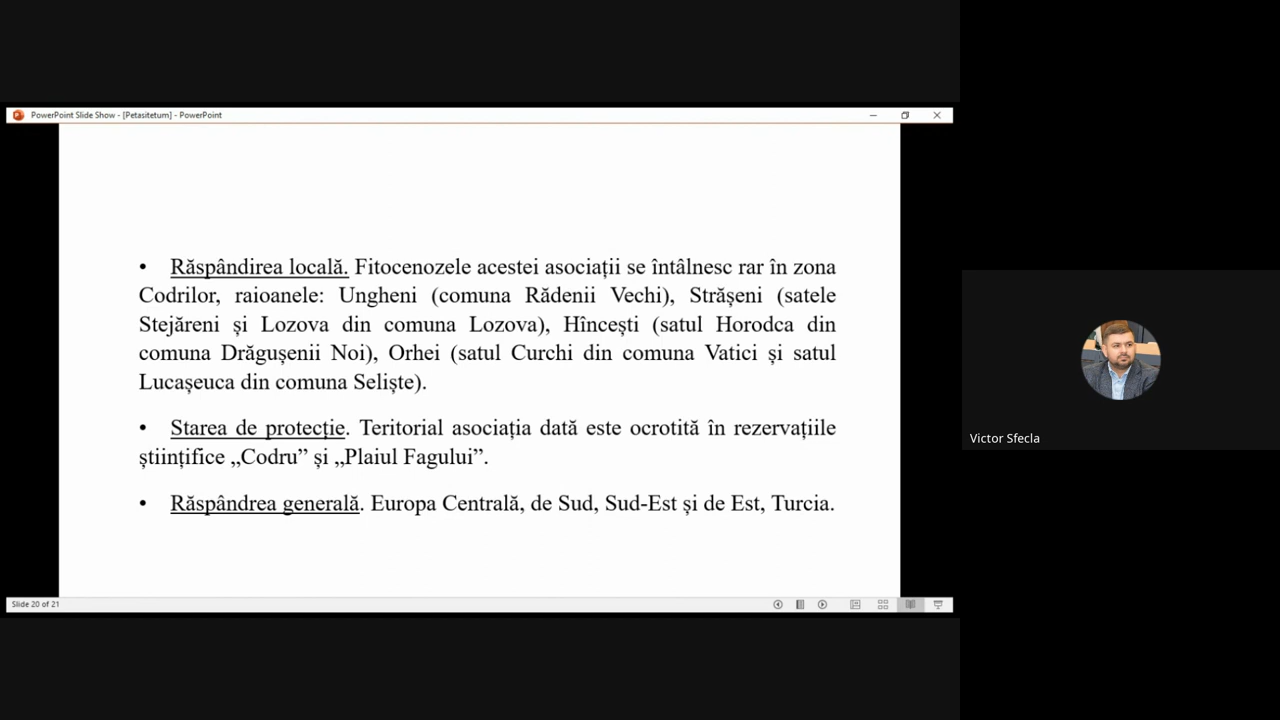 PowerPoint Slide Show - [Petasitetum] - PowerPoint
• Răspândirea locală. Fitocenozele acestei asociații se întâlnesc rar în zona
Codrilor, raioanele: Ungheni (comuna Rădenii Vechi), Strășeni (satele
Stejăreni și Lozova din comuna Lozova), Hîncești (satul Horodca din
comuna Drăgușenii Noi), Orhei (satul Curchi din comuna Vatici și satul
Lucașeuca din comuna Seliște).
• Starea de protecție. Teritorial asociația dată este ocrotită în rezervațiile
științifice „Codru” și „Plaiul Fagului”.
• Răspândrea generală. Europa Centrală, de Sud, Sud-Est și de Est, Turcia.
Slide 20 of 21
Victor Sfecla